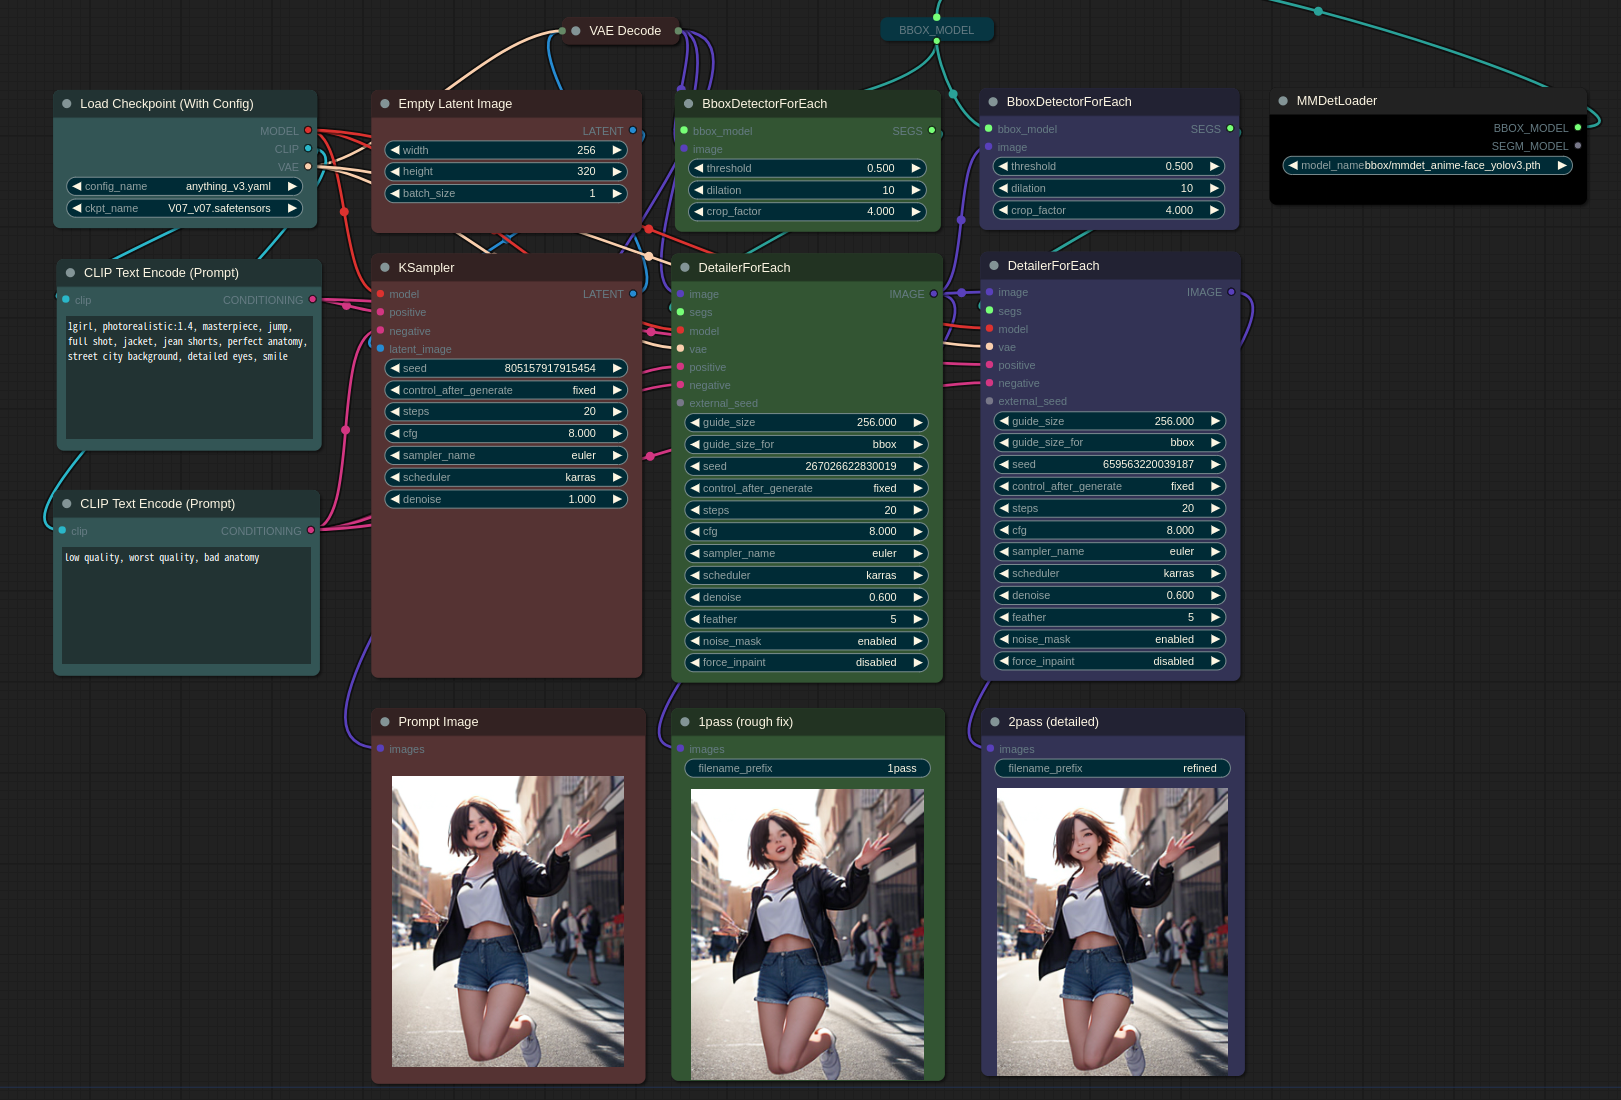 VAE Decode
BBOX_MODEL
Load Checkpoint (With Config)
MODEL
CLIP
VAE
config_name anything_v3.yaml
ckpt_name V07_v07.safetensors
Empty Latent Image
LATENT
width 256
height 320
batch_size 1
BboxDetectorForEach
bbox_model SEGS
image
threshold 0.500
dilation 10
crop_factor 4.000
BboxDetectorForEach
bbox_model SEGS
image
threshold 0.500
dilation 10
crop_factor 4.000
MMDetLoader
BBOX_MODEL
SEGM_MODEL
model_name bbox/mmdet_anime-face_yolov3.pth
CLIP Text Encode (Prompt)
clip CONDITIONING
1girl, photorealistic:1.4, masterpiece, jump,
full shot, jacket, jean shorts, perfect anatomy,
street city background, detailed eyes, smile
CLIP Text Encode (Prompt)
clip CONDITIONING
low quality, worst quality, bad anatomy
KSampler
model LATENT
positive
negative
latent_image
seed 805157917915454
control_after_generate fixed
steps 20
cfg 8.000
sampler_name euler
scheduler karras
denoise 1.000
DetailerForEach
image IMAGE
segs
model
vae
positive
negative
external_seed
guide_size 256.000
guide_size_for bbox
seed 267026622830019
control_after_generate fixed
steps 20
cfg 8.000
sampler_name euler
scheduler karras
denoise 0.600
feather 5
noise_mask enabled
force_inpaint disabled
DetailerForEach
image IMAGE
segs
model
vae
positive
negative
external_seed
guide_size 256.000
guide_size_for bbox
seed 659563220039187
control_after_generate fixed
steps 20
cfg 8.000
sampler_name euler
scheduler karras
denoise 0.600
feather 5
noise_mask enabled
force_inpaint disabled
Prompt Image
images
1pass (rough fix)
images
filename_prefix 1pass
2pass (detailed)
images
filename_prefix refined